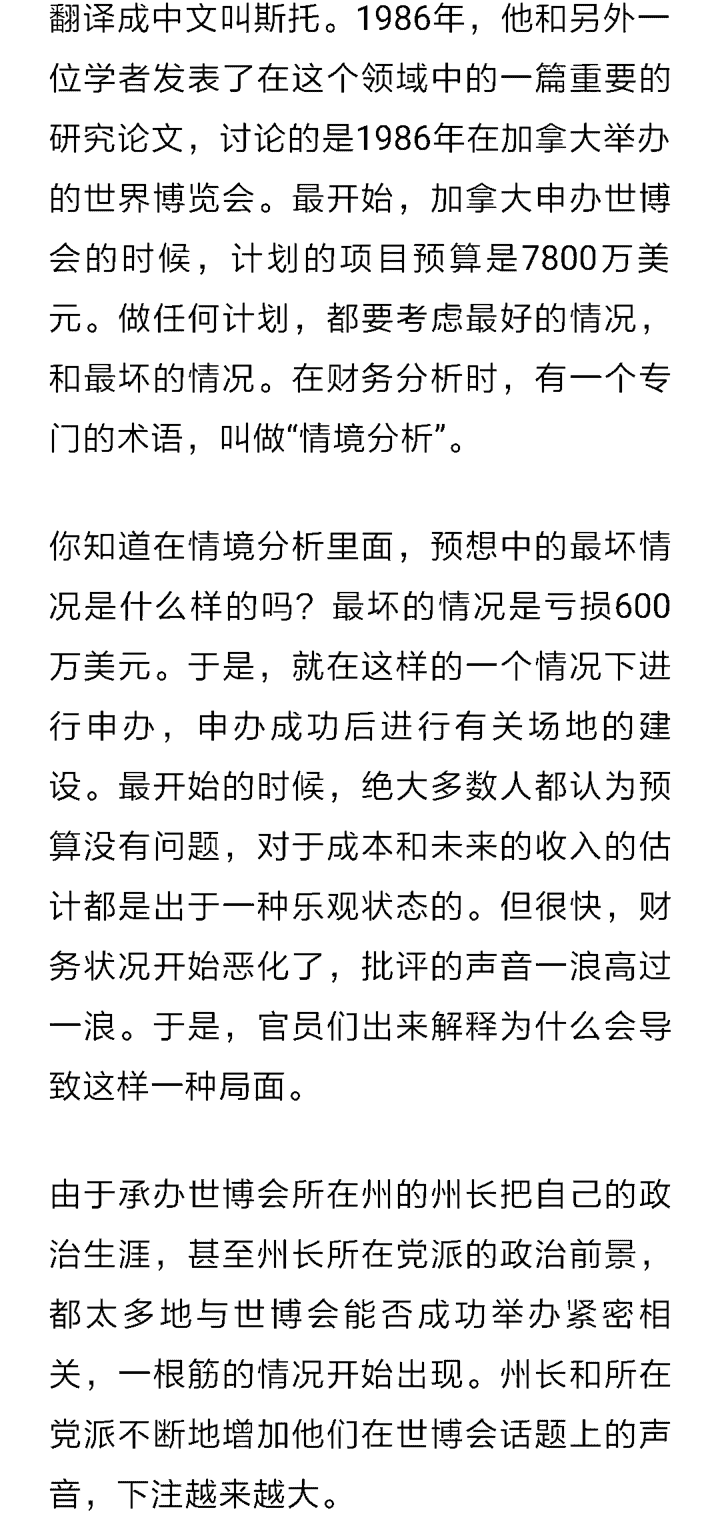 翻译成中文叫斯托。1986年，他和另外一
位学者发表了在这个领域中的一篇重要的
研究论文，讨论的是1986年在加拿大举办
的世界博览会。最开始，加拿大申办世博
会的时候，计划的项目预算是7800万美
元。做任何计划，都要考虑最好的情况，
和最坏的情况。在财务分析时，有一个专
门的术语，叫做“情境分析”。
你知道在情境分析里面，预想中的最坏情
况是什么样的吗？最坏的情况是亏损600
万美元。于是，就在这样的一个情况下进
行申办，申办成功后进行有关场地的建
设。最开始的时候，绝大多数人都认为预
算没有问题，对于成本和未来的收入的估
计都是出于一种乐观状态的。但很快，财
务状况开始恶化了，批评的声音一浪高过
一浪。于是，官员们出来解释为什么会导
致这样一种局面。
由于承办世博会所在州的州长把自己的政
治生涯，甚至州长所在党派的政治前景，
都太多地与世博会能否成功举办紧密相
关，一根筋的情况开始出现。州长和所在
党派不断地增加他们在世博会话题上的声
音，下注越来越大。